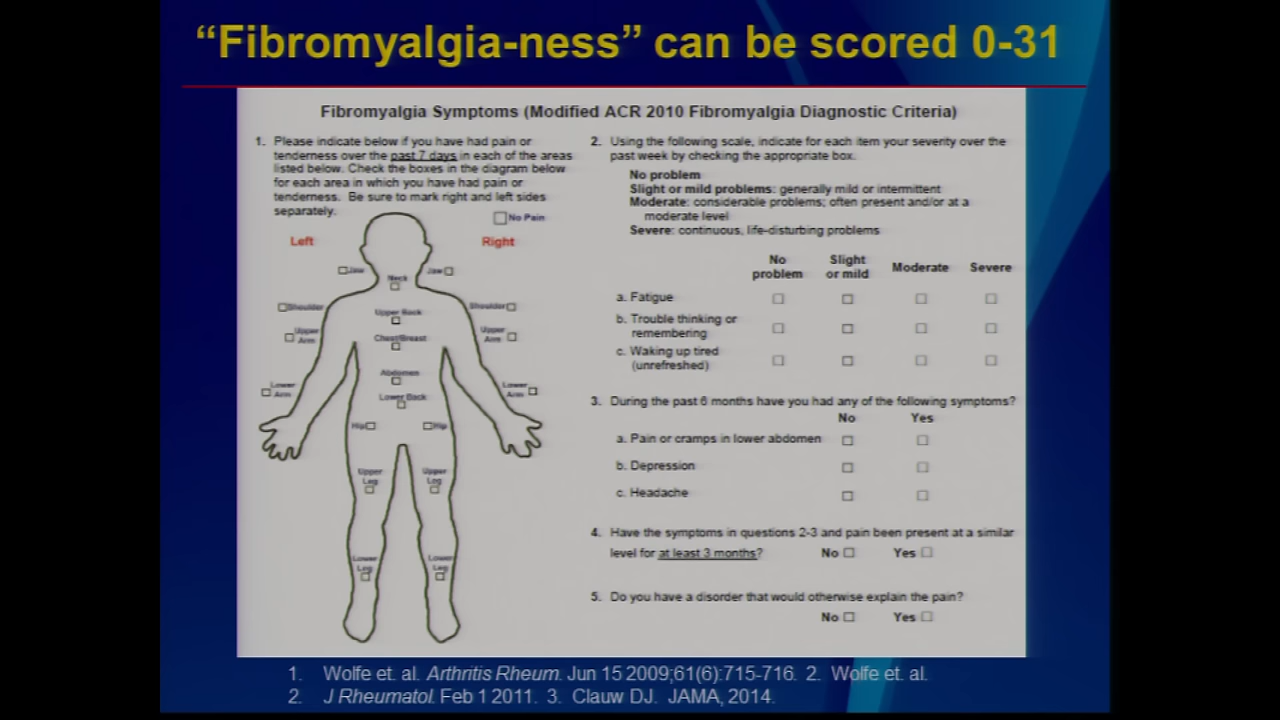 “Fibromyalgia-ness” can be scored 0-31
Fibromyalgia Symptoms (Modified ACR 2010 Fibromyalgia Diagnostic Criteria)
1. Please indicate below if you have had pain or
tenderness over the past 7 days in each of the areas
listed below. Check the boxes in the diagram below
for each area in which you have had pain or
tenderness. Be sure to mark right and left sides
separately.
No Pain
Left
Right
Jaw
Neck
Jaw
Shoulder
Upper Back
Shoulder
Upper
Arm
Chest/Breast
Upper
Arm
Abdomen
Lower
Arm
Lower Back
Lower
Arm
Hip
Hip
Upper
Leg
Upper
Leg
Lower
Leg
Lower
Leg
2. Using the following scale, indicate for each item your severity over the
past week by checking the appropriate box.
No problem
Slight or mild problems: generally mild or intermittent
Moderate: considerable problems; often present and/or at a
moderate level
Severe: continuous, life-disturbing problems
No
problem
Slight
or mild
Moderate
Severe
a. Fatigue
b. Trouble thinking or
remembering
c. Waking up tired
(unrefreshed)
3. During the past 6 months have you had any of the following symptoms?
No Yes
a. Pain or cramps in lower abdomen
b. Depression
c. Headache
4. Have the symptoms in questions 2-3 and pain been present at a similar
level for at least 3 months? No Yes
5. Do you have a disorder that would otherwise explain the pain?
No Yes
1. Wolfe et. al. Arthritis Rheum. Jun 15 2009;61(6):715-716. 2. Wolfe et. al.
2. J Rheumatol. Feb 1 2011. 3. Clauw DJ. JAMA, 2014.